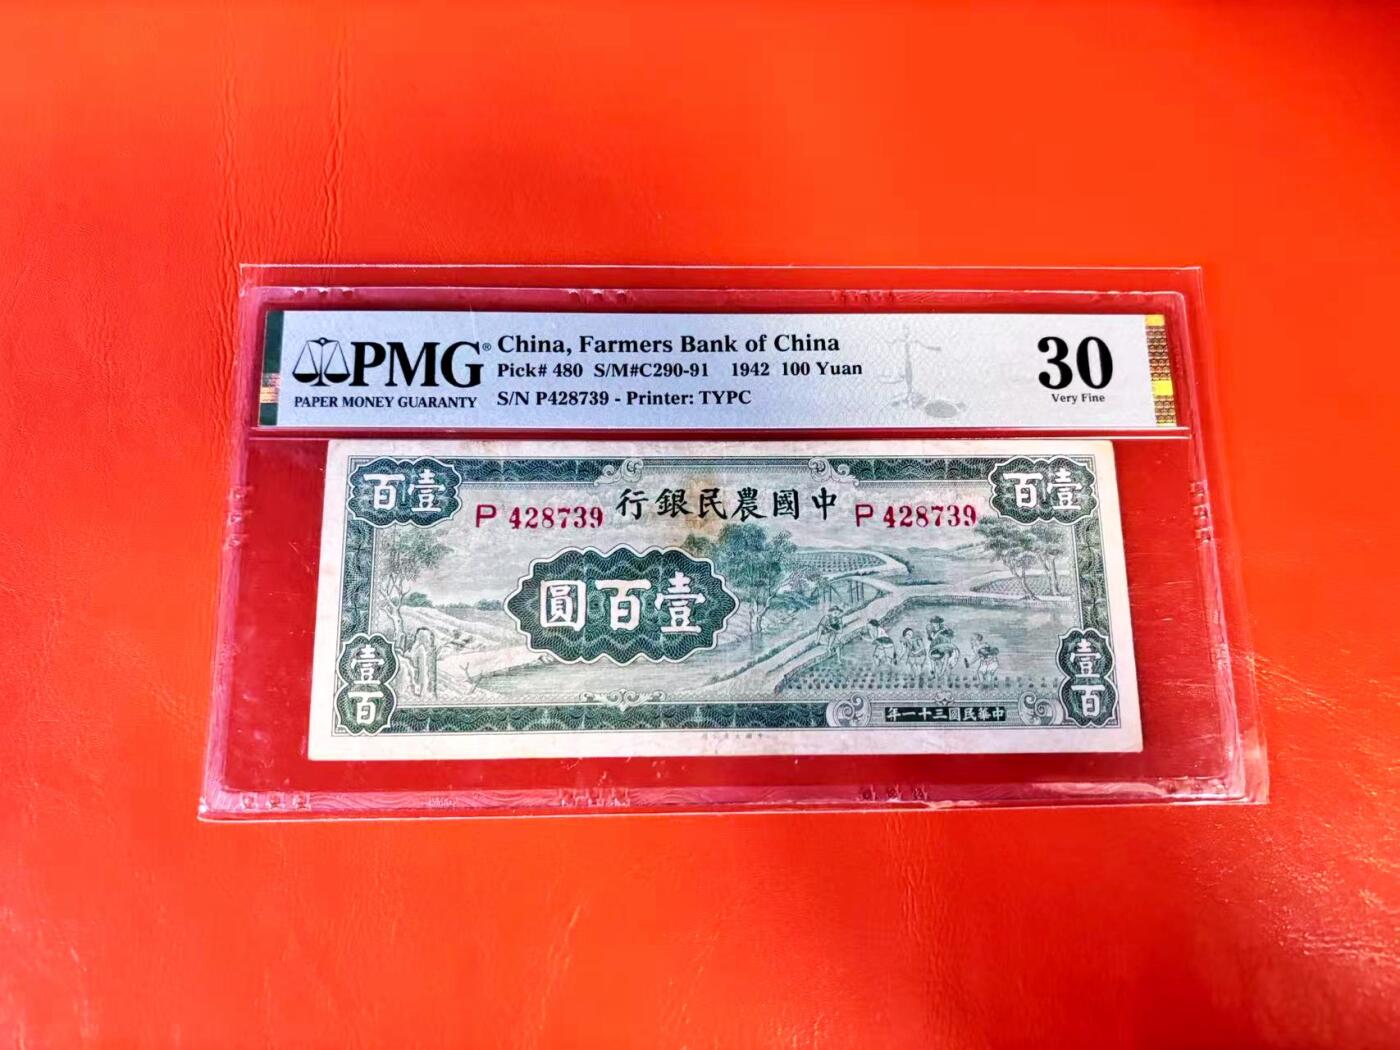 PMG®
PAPER MONEY GUARANTY
China, Farmers Bank of China
Pick# 480 S/M#C290-91 1942 100 Yuan
S/N P428739 - Printer: TYPC
30
Very Fine
百壹
行銀民農國中
百壹
P 428739
P 428739
圓百壹
壹百
壹百
年一十三國民華中